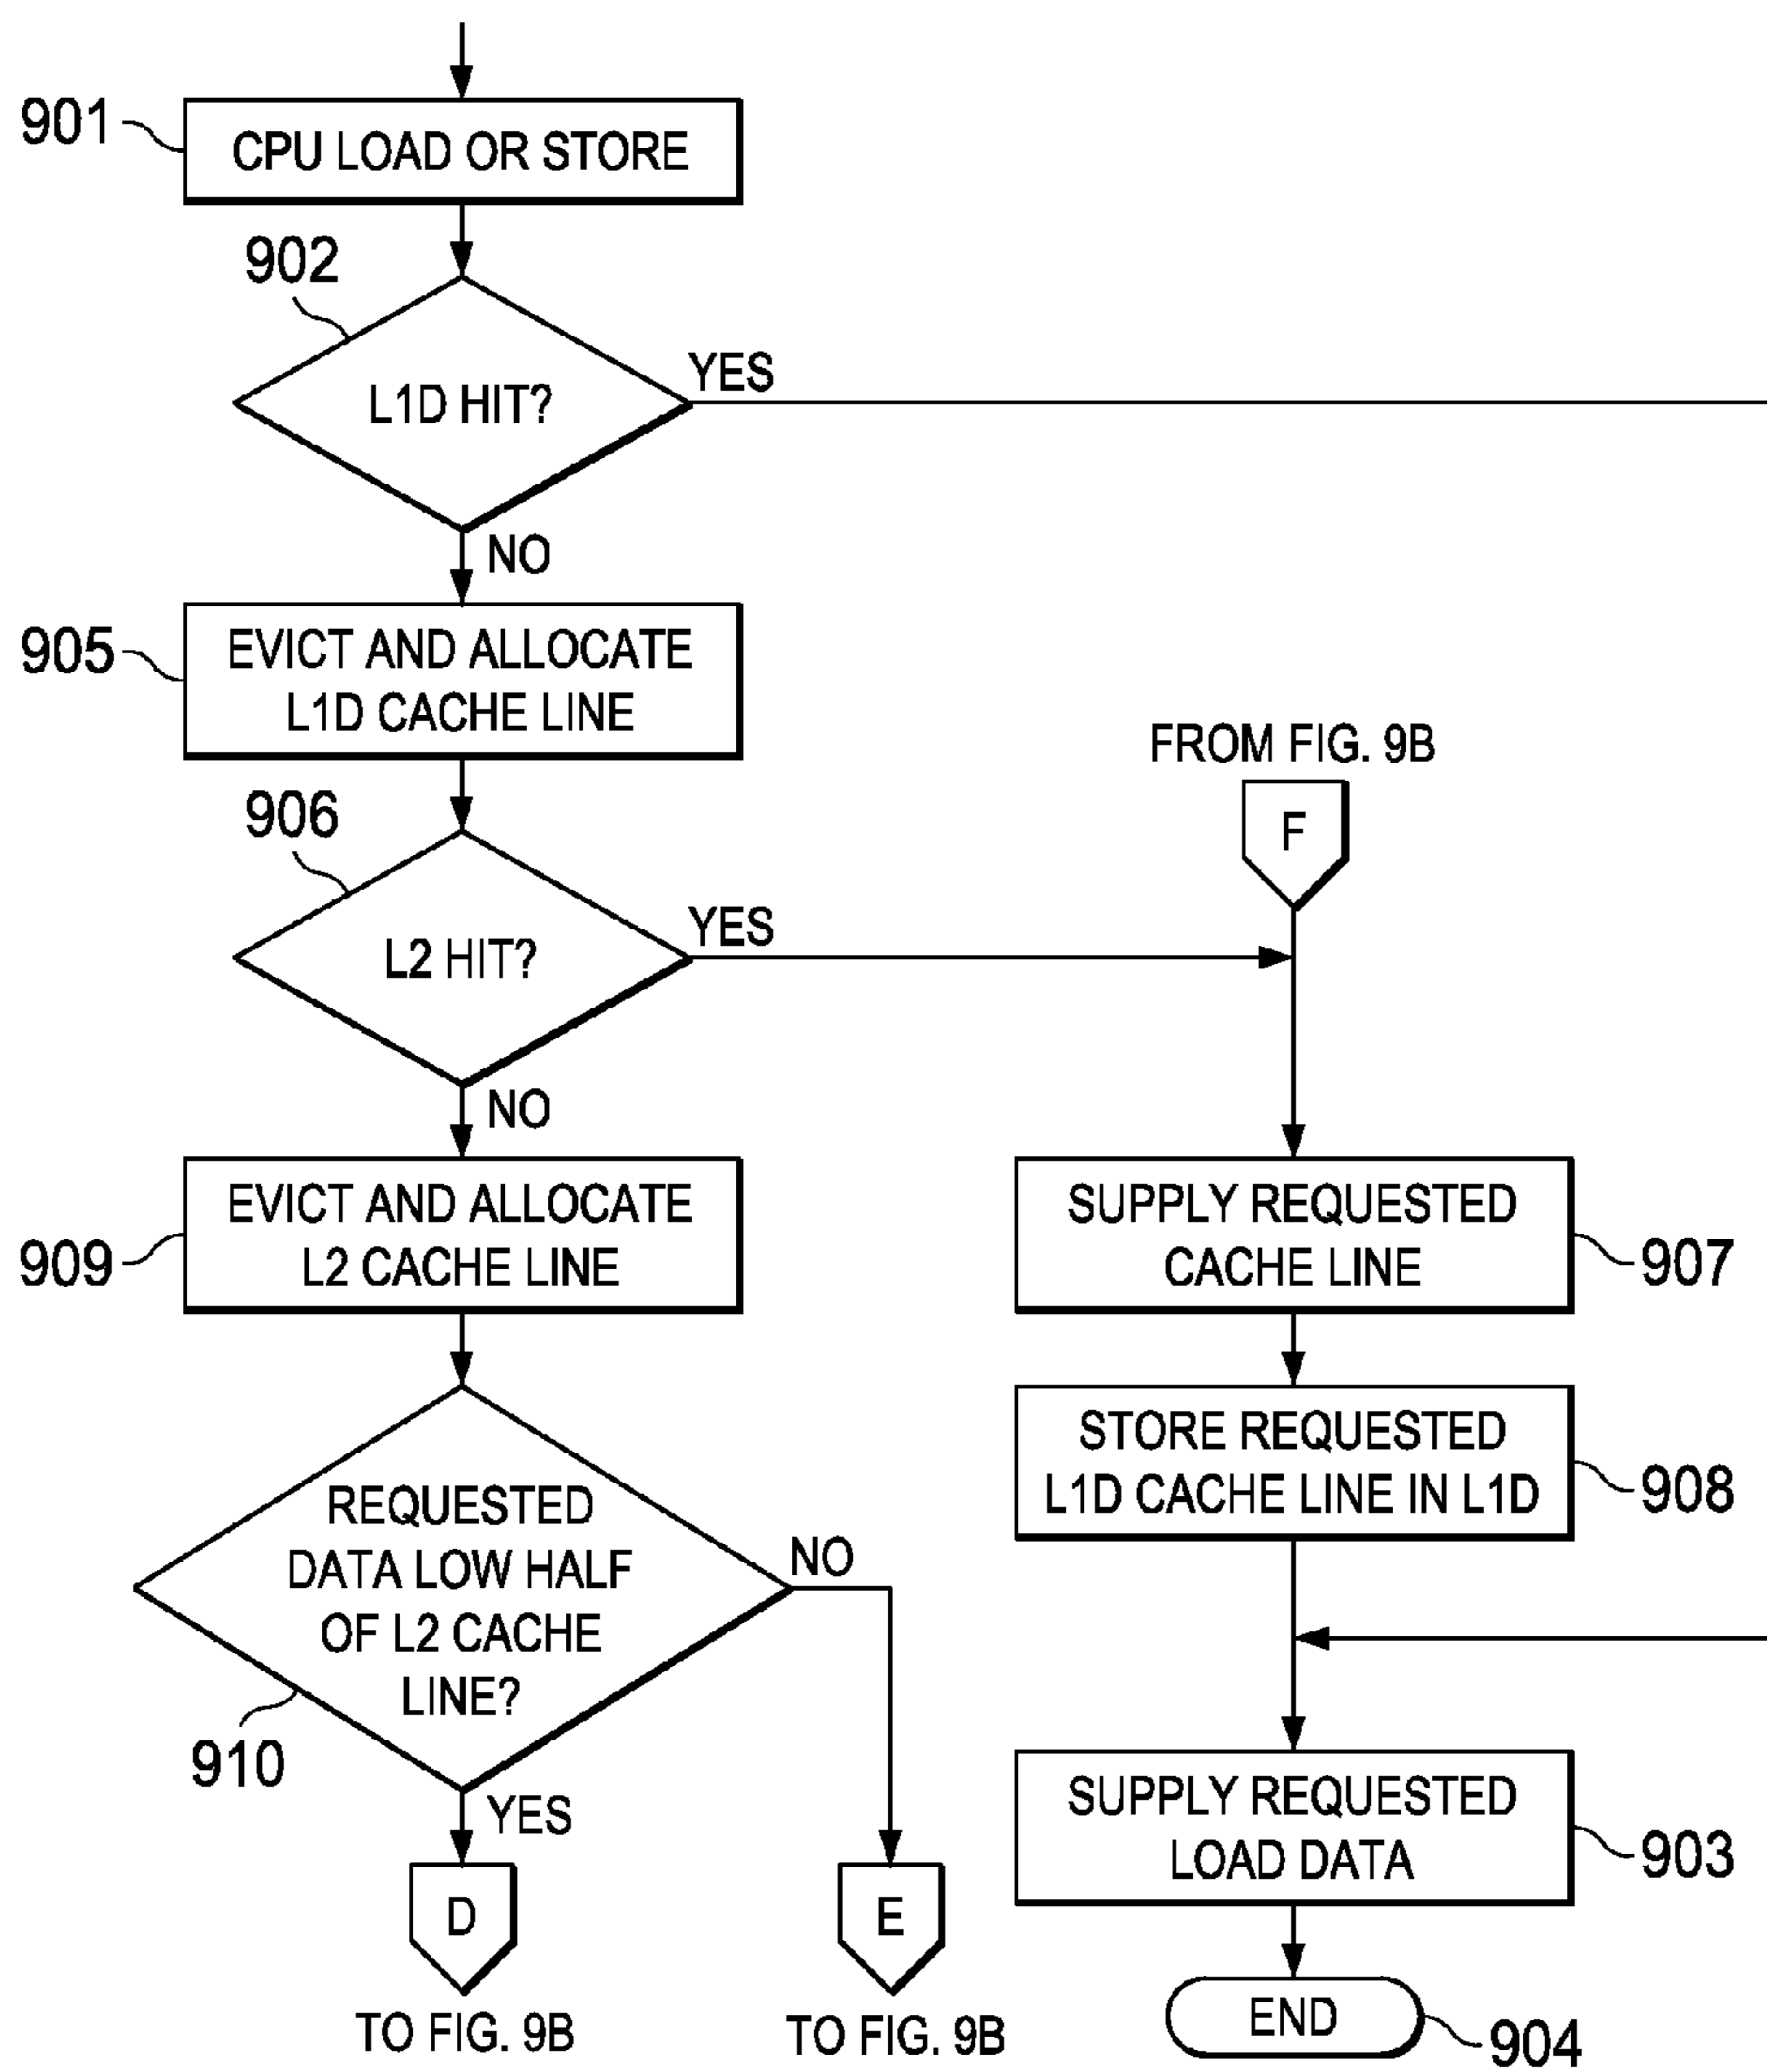 901
CPU LOAD OR STORE
902
L1D HIT?
YES
NO
905
EVICT AND ALLOCATE
L1D CACHE LINE
906
L2 HIT?
YES
NO
FROM FIG. 9B
F
909
EVICT AND ALLOCATE
L2 CACHE LINE
SUPPLY REQUESTED
CACHE LINE
907
STORE REQUESTED
L1D CACHE LINE IN L1D
908
REQUESTED
DATA LOW HALF
OF L2 CACHE
LINE?
910
NO
YES
D
TO FIG. 9B
E
TO FIG. 9B
SUPPLY REQUESTED
LOAD DATA
903
END
904